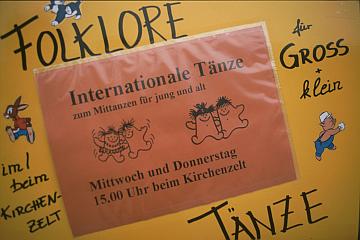 FOLKLORE
für
GROSS
+
klein
Internationale Tänze
zum Mittanzen für jung und alt
Mittwoch und Donnerstag
15.00 Uhr beim Kirchenzelt
im/
beim
KIRCHEN-
ZELT
TÄNZE